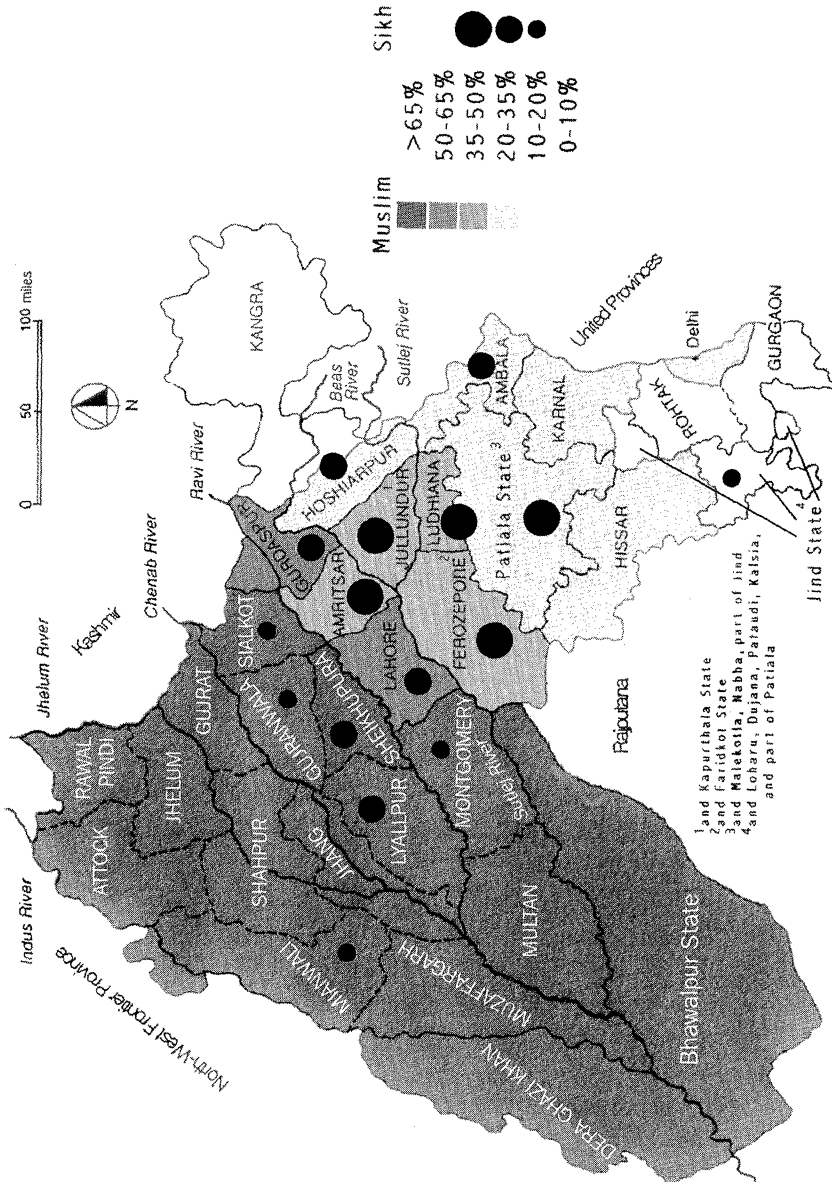 0 50 100 miles
N
Indus River
Jhelum River
Kashmir
Chenab River
Ravi River
Beas River
Sutlej River
North-West Frontier Province
RAWAL
PINDI
ATTOCK
JHELUM
GUJRAT
SIALKOT
GURDASPUR
KANGRA
SHAHPUR
GUJRANWALA
SHEIKHUPURA
AMRITSAR
HOSHIARPUR
JULLUNDUR
MIANWALI
JHANG
LYALLPUR
LAHORE
LUDHIANA
2
FEROZEPORE
AMBALA
MONTGOMERY
Sutlej River
Patiala State 3
MUZAFFARGARH
MULTAN
KARNAL
United Provinces
HISSAR
DERA GHAZI KHAN
Bhawalpur State
Rajputana
ROHTAK
Delhi
GURGAON
Jind State 4
Muslim Sikh
>65%
50-65%
35-50%
20-35%
10-20%
0-10%
1 and Kapurthala State
2 and Faridkot State
3 and Malekotla, Nabha, part of Jind
4 and Loharu, Dujana, Pataudi, Kalsia,
and part of Patiala